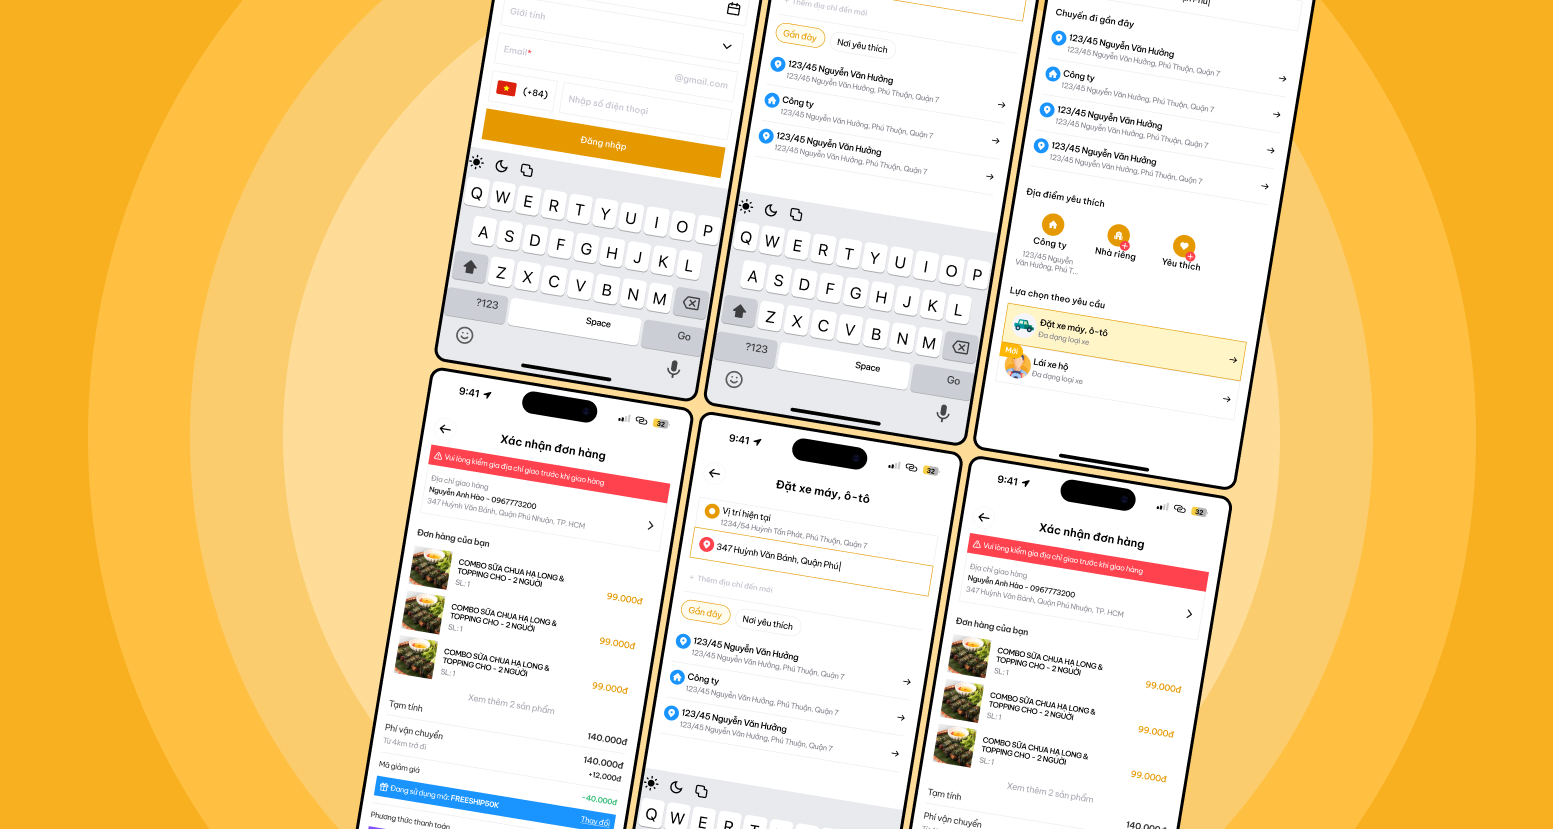 Giới tính
Email*
@gmail.com
(+84)
Nhập số điện thoại
Đăng nhập
Q W E R T Y U I O P
A S D F G H J K L
Z X C V B N M
?123
Space
Go
+ Thêm địa chỉ đến mới
Gần đây
Nơi yêu thích
123/45 Nguyễn Văn Hưởng
123/45 Nguyễn Văn Hưởng, Phú Thuận, Quận 7
Công ty
123/45 Nguyễn Văn Hưởng, Phú Thuận, Quận 7
123/45 Nguyễn Văn Hưởng
123/45 Nguyễn Văn Hưởng, Phú Thuận, Quận 7
Q W E R T Y U I O P
A S D F G H J K L
Z X C V B N M
?123
Space
Go
Chuyến đi gần đây
123/45 Nguyễn Văn Hưởng
123/45 Nguyễn Văn Hưởng, Phú Thuận, Quận 7
Công ty
123/45 Nguyễn Văn Hưởng, Phú Thuận, Quận 7
123/45 Nguyễn Văn Hưởng
123/45 Nguyễn Văn Hưởng, Phú Thuận, Quận 7
123/45 Nguyễn Văn Hưởng
123/45 Nguyễn Văn Hưởng, Phú Thuận, Quận 7
Địa điểm yêu thích
Công ty
123/45 Nguyễn
Văn Hưởng, Phú T...
Nhà riêng
Yêu thích
Lựa chọn theo yêu cầu
Đặt xe máy, ô-tô
Đa dạng loại xe
Mới
Lái xe hộ
Đa dạng loại xe
9:41
32
Xác nhận đơn hàng
Vui lòng kiểm gia địa chỉ giao trước khi giao hàng
Địa chỉ giao hàng
Nguyễn Anh Hào - 0967773200
347 Huỳnh Văn Bánh, Quận Phú Nhuận, TP. HCM
Đơn hàng của bạn
COMBO SỮA CHUA HẠ LONG &
TOPPING CHO - 2 NGƯỜI
SL: 1
99.000đ
COMBO SỮA CHUA HẠ LONG &
TOPPING CHO - 2 NGƯỜI
SL: 1
99.000đ
COMBO SỮA CHUA HẠ LONG &
TOPPING CHO - 2 NGƯỜI
SL: 1
99.000đ
Xem thêm 2 sản phẩm
Tạm tính
140.000đ
Phí vận chuyển
140.000đ
Từ 4km trở đi
+12,000đ
Mã giảm giá
-40.000đ
Đang sử dụng mã: FREESHIP50K
Thay đổi
Phương thức thanh toán
9:41
32
Đặt xe máy, ô-tô
Vị trí hiện tại
1234/54 Huỳnh Tấn Phát, Phú Thuận, Quận 7
347 Huỳnh Văn Bánh, Quận Phú
+ Thêm địa chỉ đến mới
Gần đây
Nơi yêu thích
123/45 Nguyễn Văn Hưởng
123/45 Nguyễn Văn Hưởng, Phú Thuận, Quận 7
Công ty
123/45 Nguyễn Văn Hưởng, Phú Thuận, Quận 7
123/45 Nguyễn Văn Hưởng
123/45 Nguyễn Văn Hưởng, Phú Thuận, Quận 7
Q W E R T
9:41
32
Xác nhận đơn hàng
Vui lòng kiểm gia địa chỉ giao trước khi giao hàng
Địa chỉ giao hàng
Nguyễn Anh Hào - 0967773200
347 Huỳnh Văn Bánh, Quận Phú Nhuận, TP. HCM
Đơn hàng của bạn
COMBO SỮA CHUA HẠ LONG &
TOPPING CHO - 2 NGƯỜI
SL: 1
99.000đ
COMBO SỮA CHUA HẠ LONG &
TOPPING CHO - 2 NGƯỜI
SL: 1
99.000đ
COMBO SỮA CHUA HẠ LONG &
TOPPING CHO - 2 NGƯỜI
SL: 1
99.000đ
Xem thêm 2 sản phẩm
Tạm tính
140.000đ
Phí vận chuyển